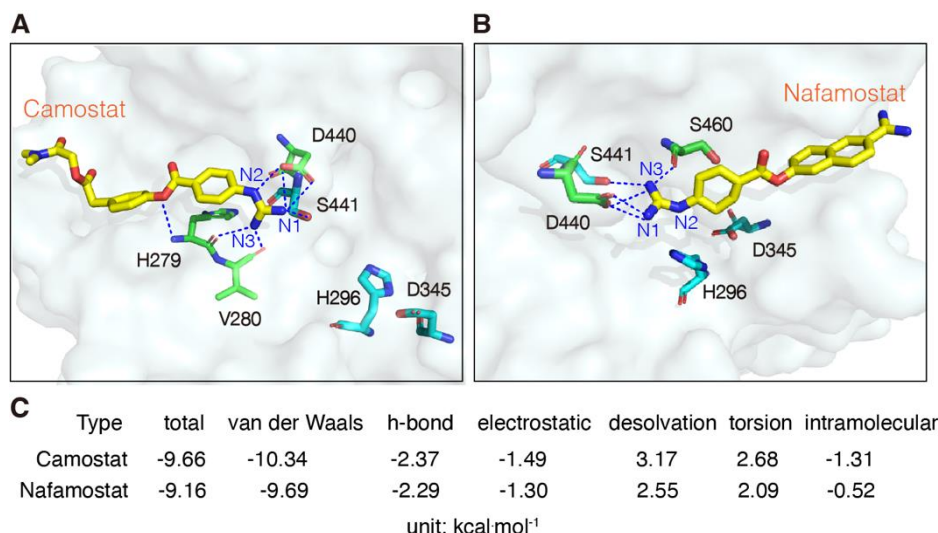 A
Camostat
D440
N2
S441
N1
N3
H279
V280
H296
D345
B
Nafamostat
S460
S441
N3
D440
N1
N2
D345
H296
C
Type total van der Waals h-bond electrostatic desolvation torsion intramolecular
Camostat -9.66 -10.34 -2.37 -1.49 3.17 2.68 -1.31
Nafamostat -9.16 -9.69 -2.29 -1.30 2.55 2.09 -0.52
unit: kcal·mol⁻¹